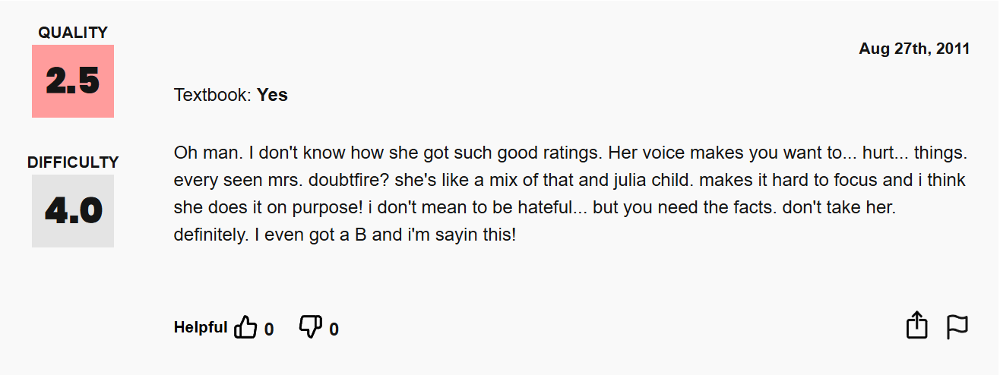 QUALITY
2.5
Aug 27th, 2011
Textbook: Yes
DIFFICULTY
4.0
Oh man. I don't know how she got such good ratings. Her voice makes you want to... hurt... things.
every seen mrs. doubtfire? she's like a mix of that and julia child. makes it hard to focus and i think
she does it on purpose! i don't mean to be hateful... but you need the facts. don't take her.
definitely. I even got a B and i'm sayin this!
Helpful 0 0